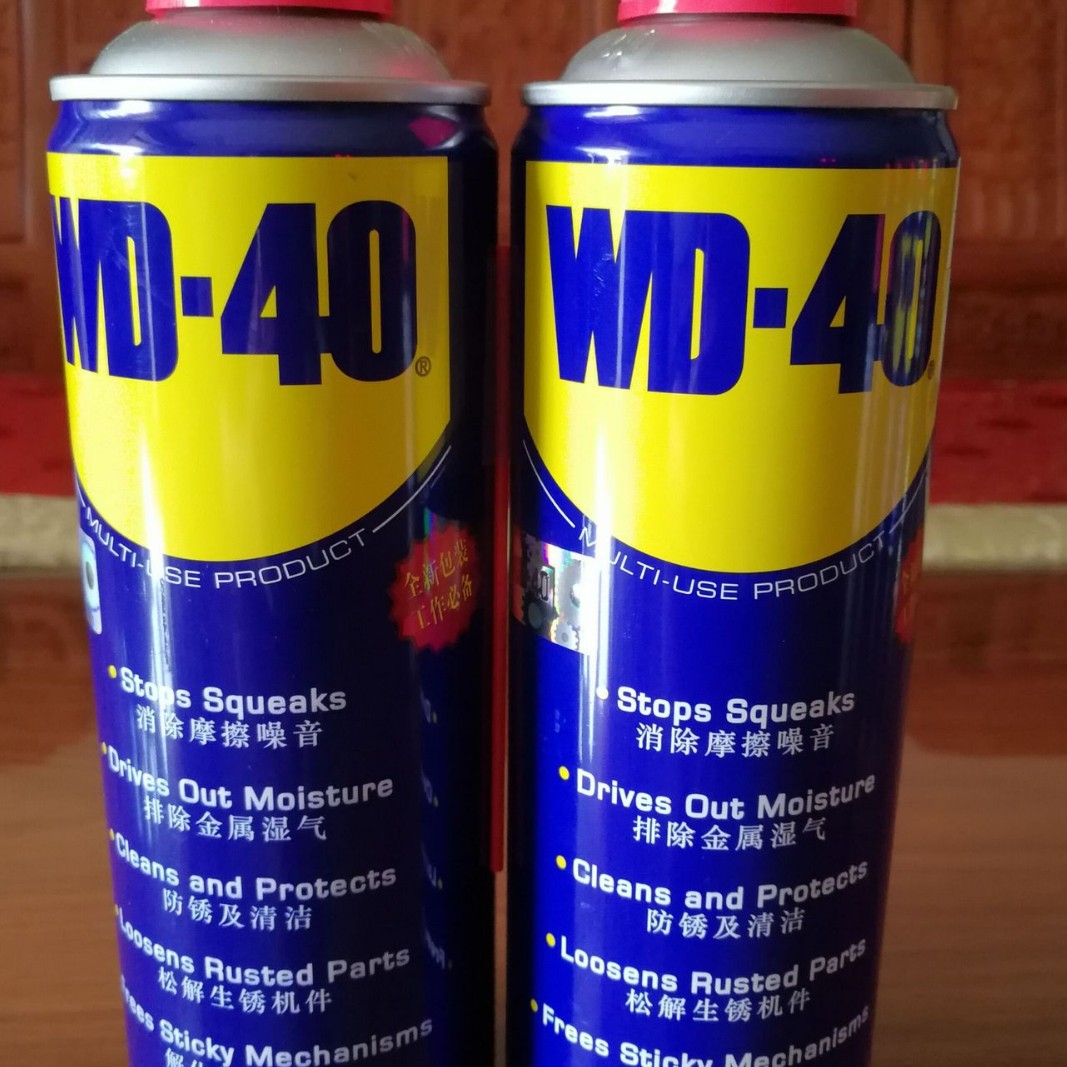 WD-40®
MULTI-USE PRODUCT
全新包装
工作必备
Stops Squeaks
消除摩擦噪音
Drives Out Moisture
排除金属湿气
Cleans and Protects
防锈及清洁
Loosens Rusted Parts
松解生锈机件
Frees Sticky Mechanisms
WD-40®
MULTI-USE PRODUCT
Stops Squeaks
消除摩擦噪音
Drives Out Moisture
排除金属湿气
Cleans and Protects
防锈及清洁
Loosens Rusted Parts
松解生锈机件
Frees Sticky Mechanisms